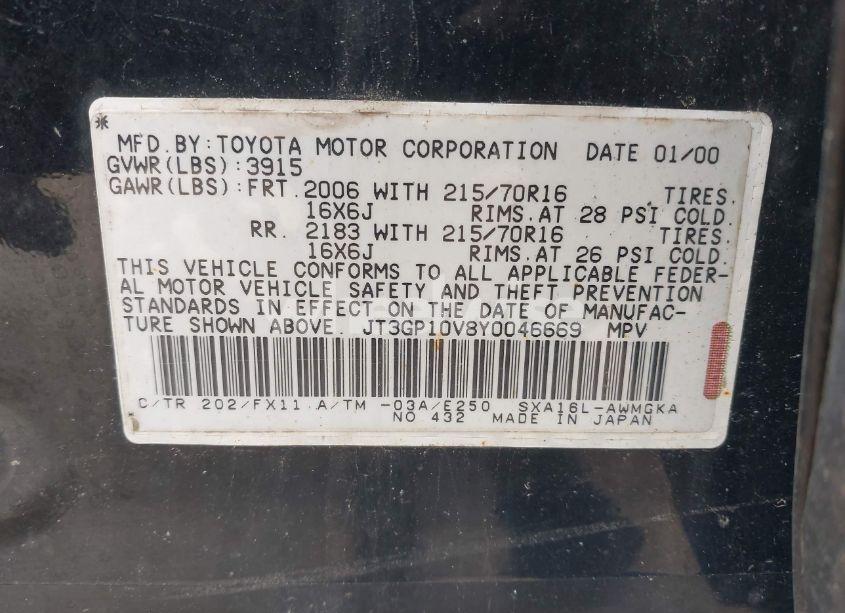 MFD.BY:TOYOTA MOTOR CORPORATION DATE 01/00
GVWR(LBS):3915
GAWR(LBS):FRT.2006 WITH 215/70R16 .TIRES.
16X6J RIMS.AT 28 PSI COLD.
RR. 2183 WITH 215/70R16 TIRES.
16X6J RIMS.AT 26 PSI COLD.
THIS VEHICLE CONFORMS TO ALL APPLICABLE FEDER-
AL MOTOR VEHICLE SAFETY AND THEFT PREVENTION
STANDARDS IN EFFECT ON THE DATE OF MANUFAC-
TURE SHOWN ABOVE. JT3GP10V8Y0046669 MPV
C/TR 202/FX11 A/TM -03A/E250 SXA16L-AWMGKA
NO 432 MADE IN JAPAN